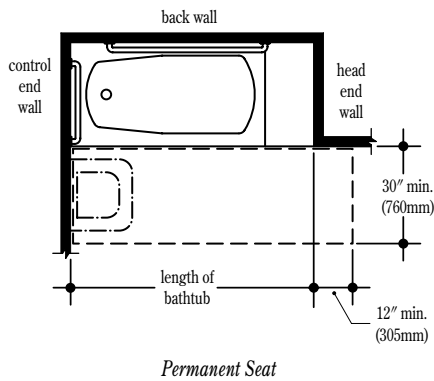 back wall
control
end
wall
head
end
wall
30″ min.
(760mm)
length of
bathtub
12″ min.
(305mm)
Permanent Seat